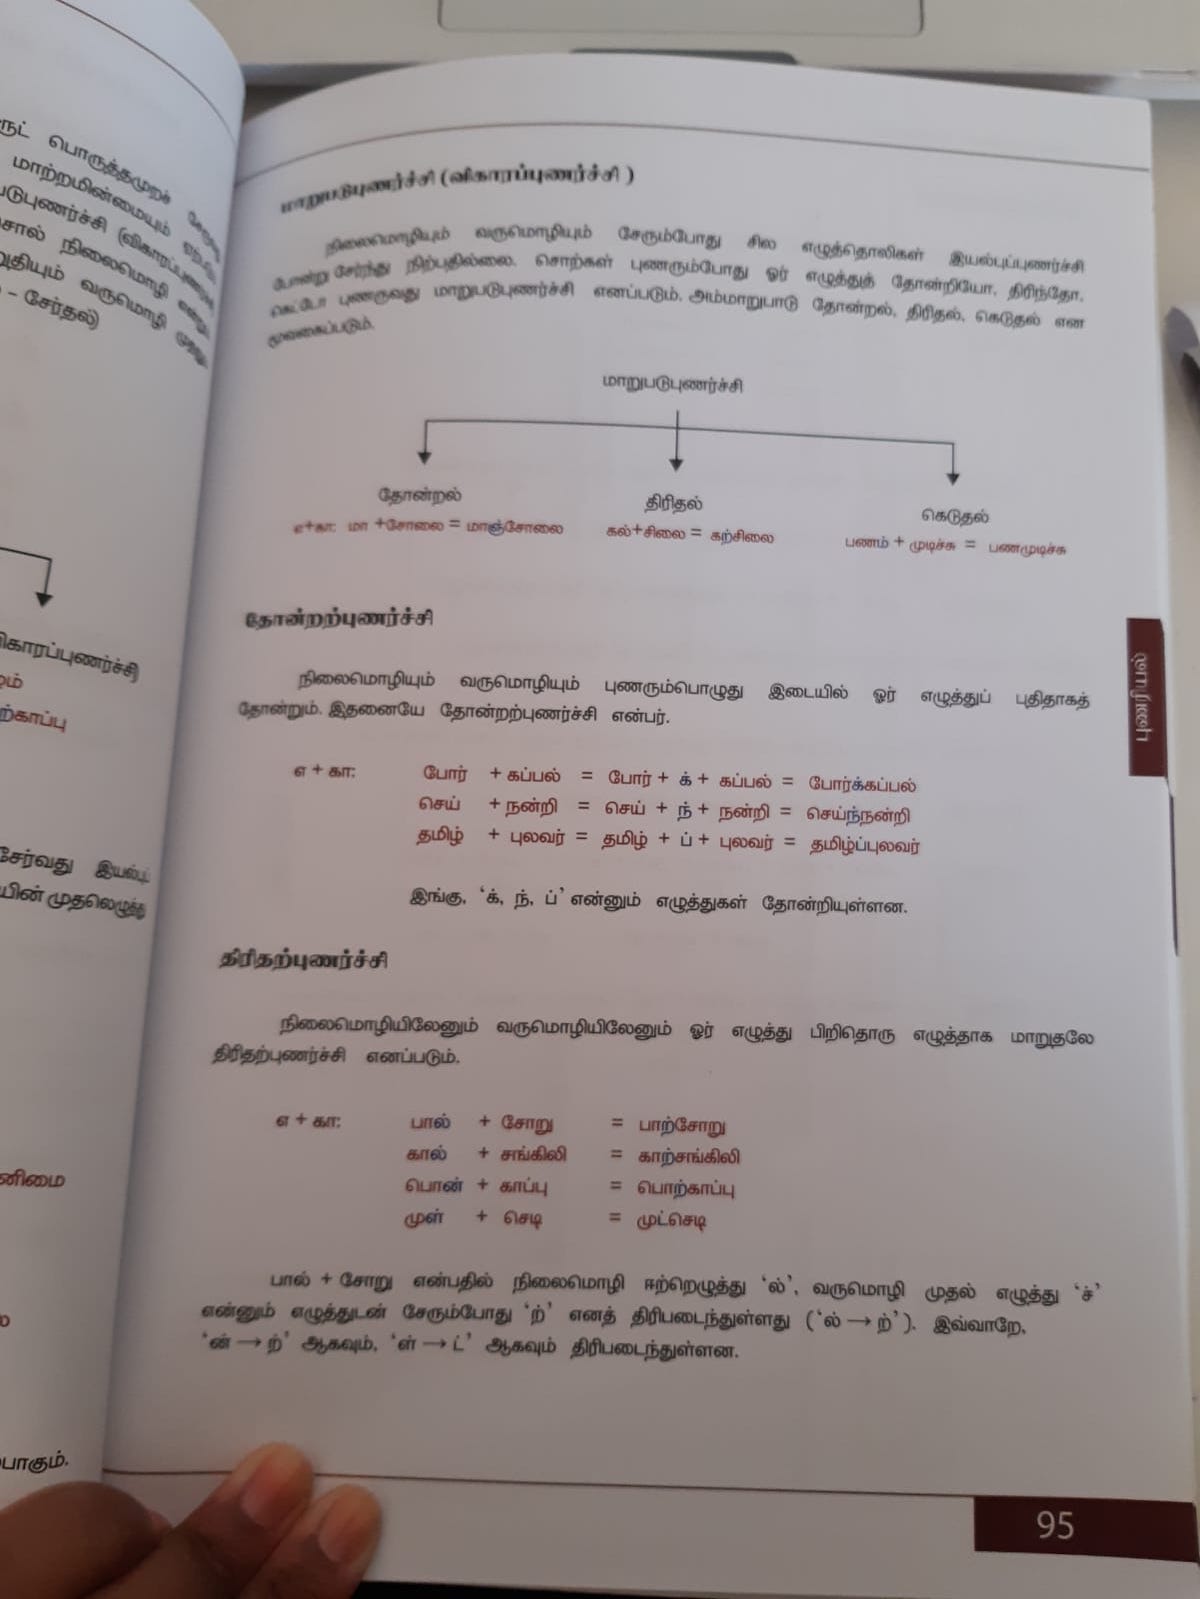 ருட் பொருத்தமுறச்
மாற்றமின்மையும்
படுபுணர்ச்சி (விகாரப்புணர்ச்சி
சொல் நிலைமொழி எனவும்
றுதியும் வருமொழி
– சேர்தல்)
விகாரப்புணர்ச்சி)
ற்காப்பு
சேர்வது இயல்பு
யின் முதலெழுத்து
னிமை
பாகும்.
மாறுபடுபுணர்ச்சி (விகாரப்புணர்ச்சி )
நிலைமொழியும் வருமொழியும் சேரும்போது சில எழுத்தொலிகள் இயல்புப்புணர்ச்சி
போன்று சேர்ந்து நிற்பதில்லை. சொற்கள் புணரும்போது ஓர் எழுத்துத் தோன்றியோ, திரிந்தோ,
கெட்டோ புணருவது மாறுபடுபுணர்ச்சி எனப்படும். அம்மாறுபாடு தோன்றல், திரிதல், கெடுதல் என
மூவகைப்படும்.
மாறுபடுபுணர்ச்சி
தோன்றல் திரிதல் கெடுதல்
எ+கா: மா +சோலை = மாஞ்சோலை கல்+சிலை = கற்சிலை பணம் + முடிச்சு = பணமுடிச்சு
தோன்றற்புணர்ச்சி
நிலைமொழியும் வருமொழியும் புணரும்பொழுது இடையில் ஓர் எழுத்துப் புதிதாகத்
தோன்றும். இதனையே தோன்றற்புணர்ச்சி என்பர்.
எ + கா: போர் + கப்பல் = போர் + க் + கப்பல் = போர்க்கப்பல்
செய் + நன்றி = செய் + ந் + நன்றி = செய்ந்நன்றி
தமிழ் + புலவர் = தமிழ் + ப் + புலவர் = தமிழ்ப்புலவர்
இங்கு, ‘க், ந், ப்’ என்னும் எழுத்துகள் தோன்றியுள்ளன.
திரிதற்புணர்ச்சி
நிலைமொழியிலேனும் வருமொழியிலேனும் ஓர் எழுத்து பிறிதொரு எழுத்தாக மாறுதலே
திரிதற்புணர்ச்சி எனப்படும்.
எ + கா: பால் + சோறு = பாற்சோறு
கால் + சங்கிலி = காற்சங்கிலி
பொன் + காப்பு = பொற்காப்பு
முள் + செடி = முட்செடி
பால் + சோறு என்பதில் நிலைமொழி ஈற்றெழுத்து ‘ல்’, வருமொழி முதல் எழுத்து ‘ச்’
என்னும் எழுத்துடன் சேரும்போது ‘ற்’ எனத் திரிபடைந்துள்ளது (‘ல் → ற்’). இவ்வாறே,
‘ன் → ற்’ ஆகவும், ‘ள் → ட்’ ஆகவும் திரிபடைந்துள்ளன.
புணரியல்
95